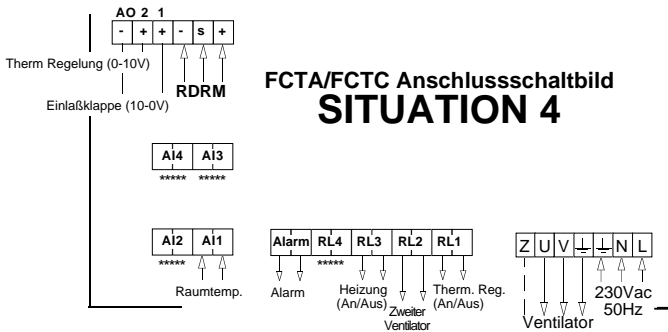 AO 2 1
- + + - s +
Therm Regelung (0-10V)
RDRM
Einlaßklappe (10-0V)
FCTA/FCTC Anschlussschaltbild
SITUATION 4
AI4 AI3
***** *****
AI2 AI1
*****
Raumtemp.
Alarm RL4 RL3 RL2 RL1
*****
Alarm
Heizung
(An/Aus)
Zweiter
Ventilator
Therm. Reg.
(An/Aus)
Z U V N L
230Vac
50Hz
Ventilator